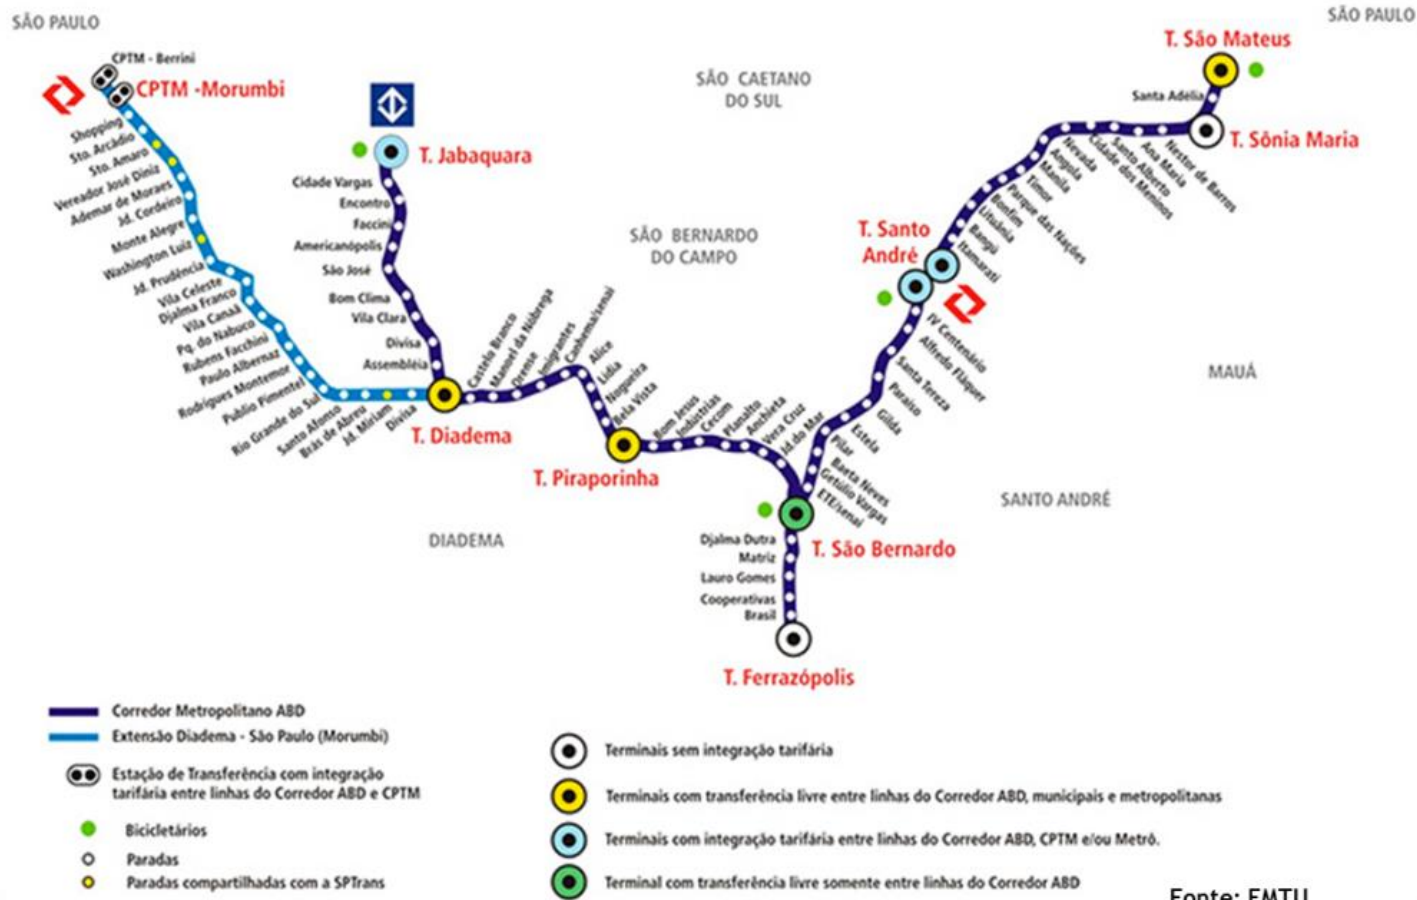 SÃO PAULO
SÃO PAULO
CPTM - Berrini
CPTM -Morumbi
T. São Mateus
Santa Adélia
T. Sônia Maria
SÃO CAETANO
DO SUL
T. Jabaquara
Shopping
Sto. Arcádio
Sto. Amaro
Vereador José Diniz
Ademar de Moraes
Jd. Cordeiro
Monte Alegre
Washington Luiz
Jd. Prudência
Vila Celeste
Djalma Franco
Vila Canaã
Pq. do Nabuco
Rubens Facchini
Paulo Albernaz
Rodrigues Montemor
Publio Pimentel
Rio Grande do Sul
Santo Afonso
Brás de Abreu
Jd. Miriam
Divisa
Cidade Vargas
Encontro
Faccini
Americanópolis
São José
Bom Clima
Vila Clara
Divisa
Assembléia
T. Diadema
Castelo Branco
Manoel da Nóbrega
Orense
Imigrantes
Canhema/senai
Alice
Lídia
Nogueira
Bela Vista
T. Piraporinha
Bom Jesus
Indústrias
Cecom
Planalto
Anchieta
Vera Cruz
Jd.do Mar
T. São Bernardo
Djalma Dutra
Matriz
Lauro Gomes
Cooperativas
Brasil
T. Ferrazópolis
ETE/senai
Getúlio Vargas
Baeta Neves
Pilar
Estela
Gilda
Paraíso
Santa Tereza
Alfredo Fláquer
IV Centenário
T. Santo
André
Itamarati
Bangú
Lituânia
Bonfim
Parque das Nações
Timor
Manila
Angola
Nevada
Cidade dos Meninos
Santo Alberto
Ana Maria
Nestor de Barros
SÃO BERNARDO
DO CAMPO
MAUÁ
SANTO ANDRÉ
DIADEMA
Corredor Metropolitano ABD
Extensão Diadema - São Paulo (Morumbi)
Estação de Transferência com integração
tarifária entre linhas do Corredor ABD e CPTM
Bicicletários
Paradas
Paradas compartilhadas com a SPTrans
Terminais sem integração tarifária
Terminais com transferência livre entre linhas do Corredor ABD, municipais e metropolitanas
Terminais com integração tarifária entre linhas do Corredor ABD, CPTM e/ou Metrô.
Terminal com transferência livre somente entre linhas do Corredor ABD
Fonte: EMTU